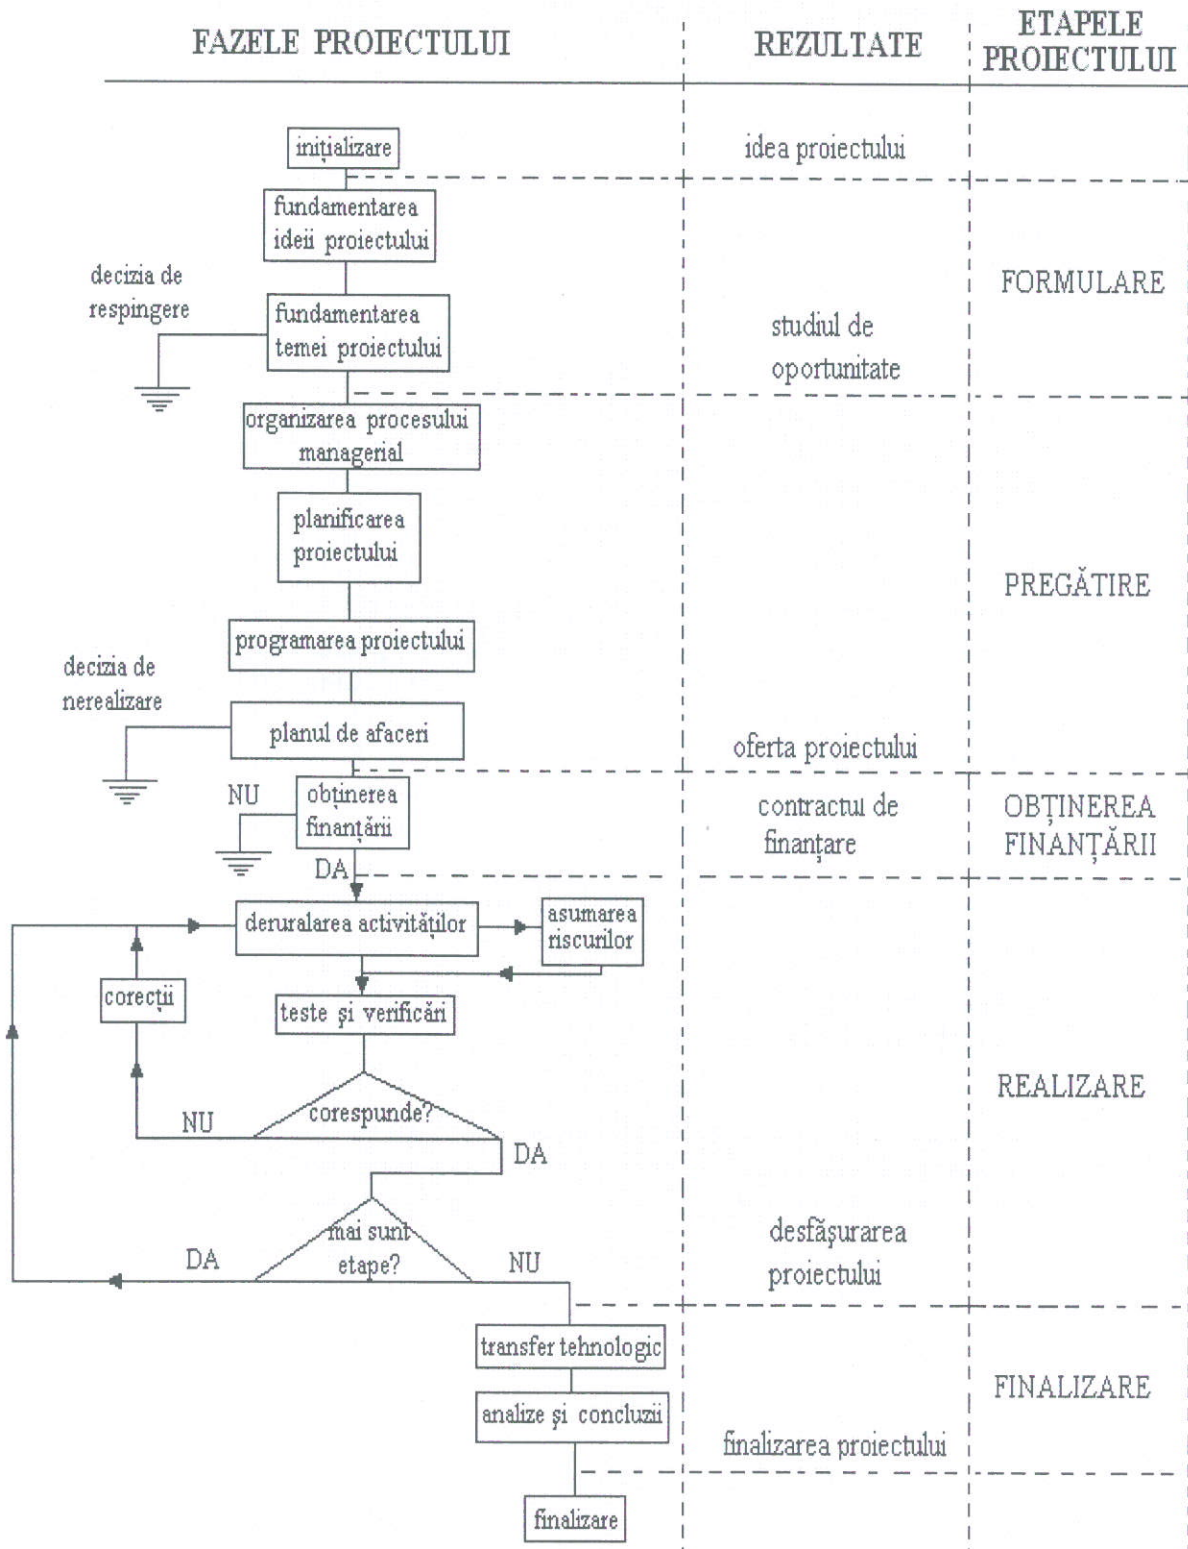 FAZELE PROIECTULUI
REZULTATE
ETAPELE
PROIECTULUI
inițializare
idea proiectului
fundamentarea
ideii proiectului
decizia de
respingere
fundamentarea
temei proiectului
studiul de
oportunitate
FORMULARE
organizarea procesului
managerial
planificarea
proiectului
programarea proiectului
decizia de
nerealizare
planul de afaceri
oferta proiectului
PREGĂTIRE
NU
obținerea
finanțării
DA
contractul de
finanțare
OBȚINEREA
FINANȚĂRII
deruralarea activităților
asumarea
riscurilor
corecții
teste și verificări
corespunde?
NU
DA
REALIZARE
mai sunt
etape?
DA
NU
desfășurarea
proiectului
transfer tehnologic
analize și concluzii
finalizarea proiectului
FINALIZARE
finalizare